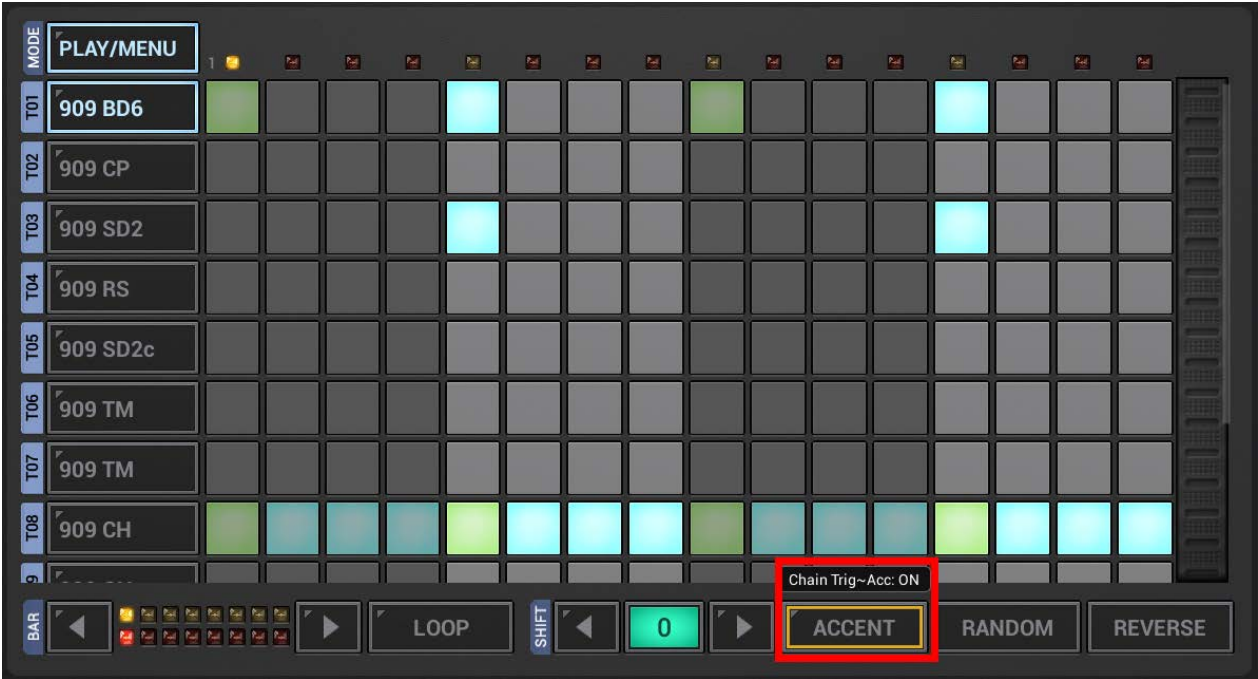 MODE
PLAY/MENU
1
T01
909 BD6
T02
909 CP
T03
909 SD2
T04
909 RS
T05
909 SD2c
T06
909 TM
T07
909 TM
T08
909 CH
Chain Trig~Acc: ON
BAR
LOOP
SHIFT
0
ACCENT
RANDOM
REVERSE